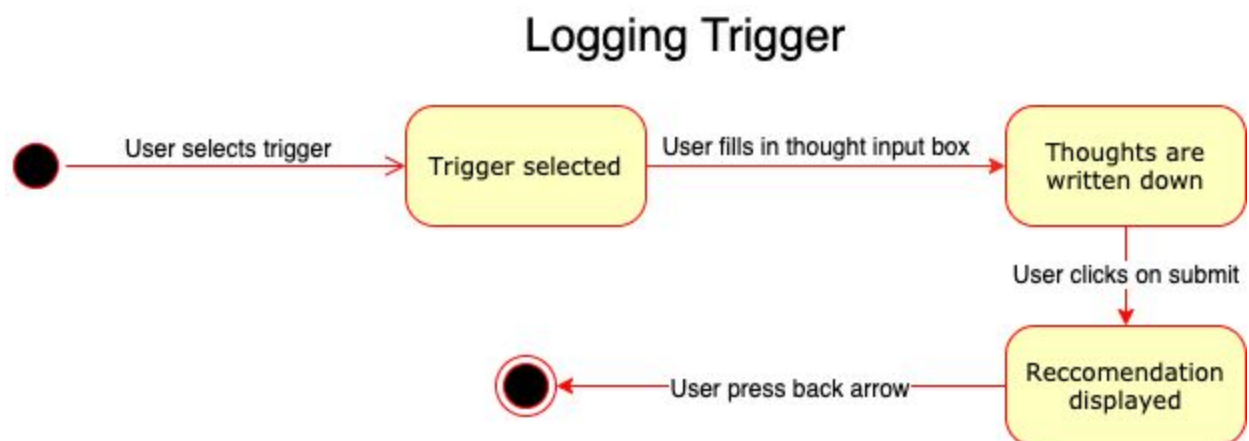 Logging Trigger
User selects trigger
Trigger selected
User fills in thought input box
Thoughts are
written down
User clicks on submit
Reccomendation
displayed
User press back arrow